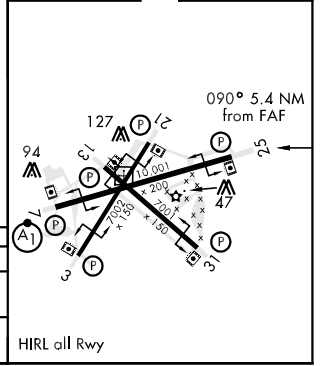 090° 5.4 NM
from FAF
127
P
21
13
94
P
P
25
10,001
x 200
47
7
P
A1
7002
x 150
7001
x 150
P
31
3
P
HIRL all Rwy